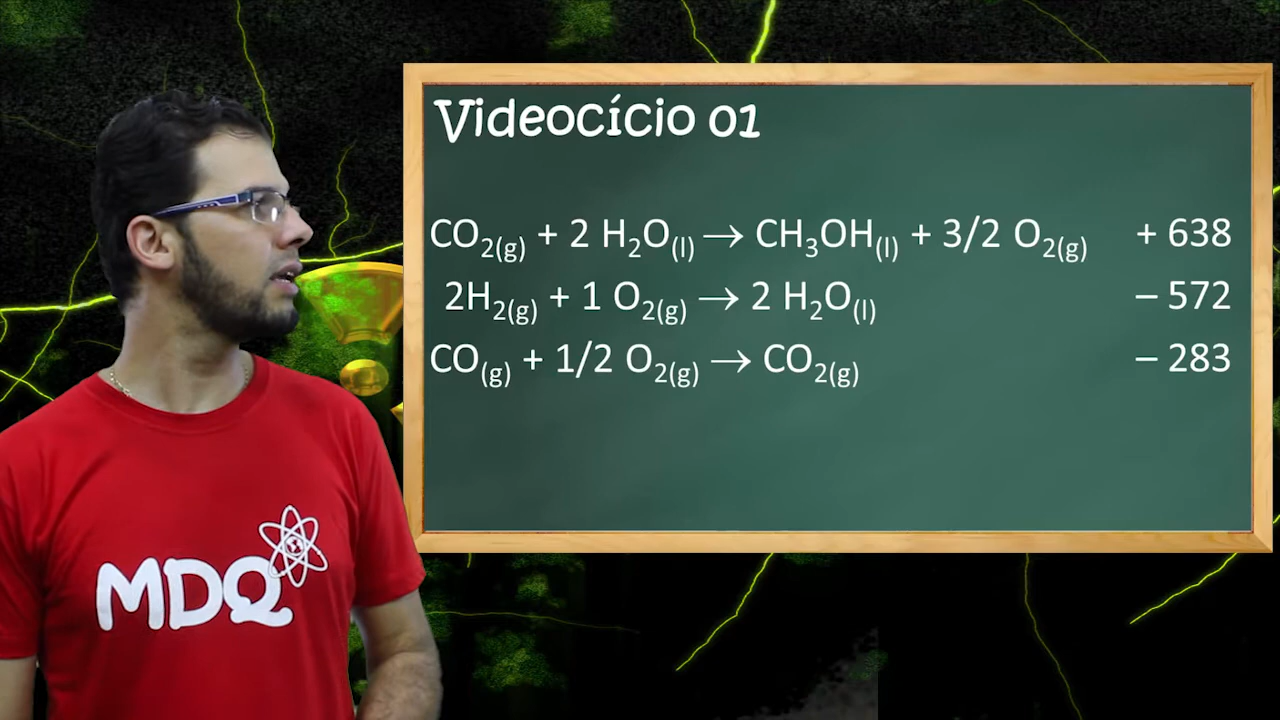 Videocício 01
CO₂(g) + 2 H₂O(l) → CH₃OH(l) + 3/2 O₂(g) + 638
2H₂(g) + 1 O₂(g) → 2 H₂O(l) – 572
CO(g) + 1/2 O₂(g) → CO₂(g) – 283
MDQ